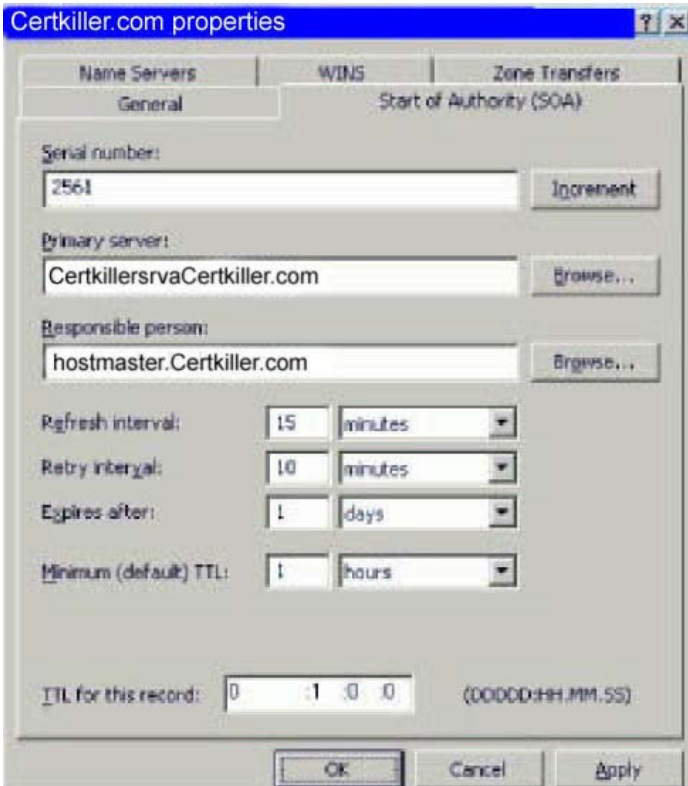 Certkiller.com properties
? ×
Name Servers WINS Zone Transfers
General Start of Authority (SOA)
Serial number:
2561 Increment
Primary server:
CertkillersrvaCertkiller.com Browse...
Responsible person:
hostmaster.Certkiller.com Browse...
Refresh interval: 15 minutes
Retry interval: 10 minutes
Expires after: 1 days
Minimum (default) TTL: 1 hours
TTL for this record: 0 :1 :0 :0 (DDDDD:HH.MM.SS)
OK Cancel Apply